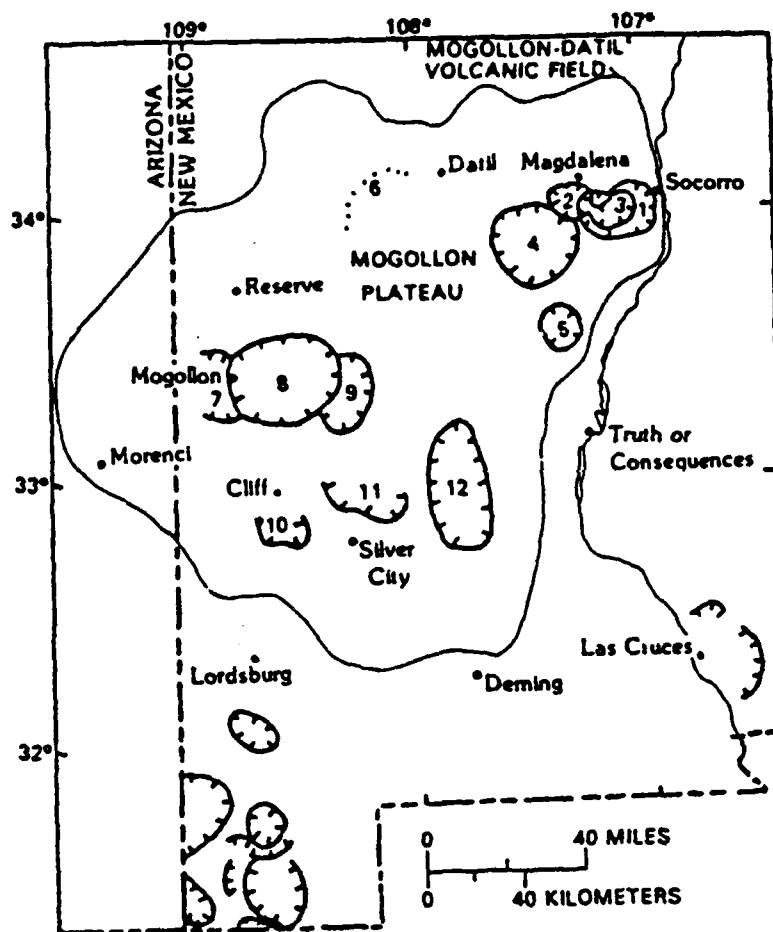 109°
108°
107°
MOGOLLON-DATIL
VOLCANIC FIELD
ARIZONA
NEW MEXICO
Datil
Magdalena
Socorro
6
2
3
1
34°
4
MOGOLLON
PLATEAU
Reserve
5
Mogollon
7
8
9
Truth or
Consequences
Morenci
33°
Cliff
11
12
10
Silver
City
Las Cruces
Lordsburg
Deming
32°
0 40 MILES
0 40 KILOMETERS